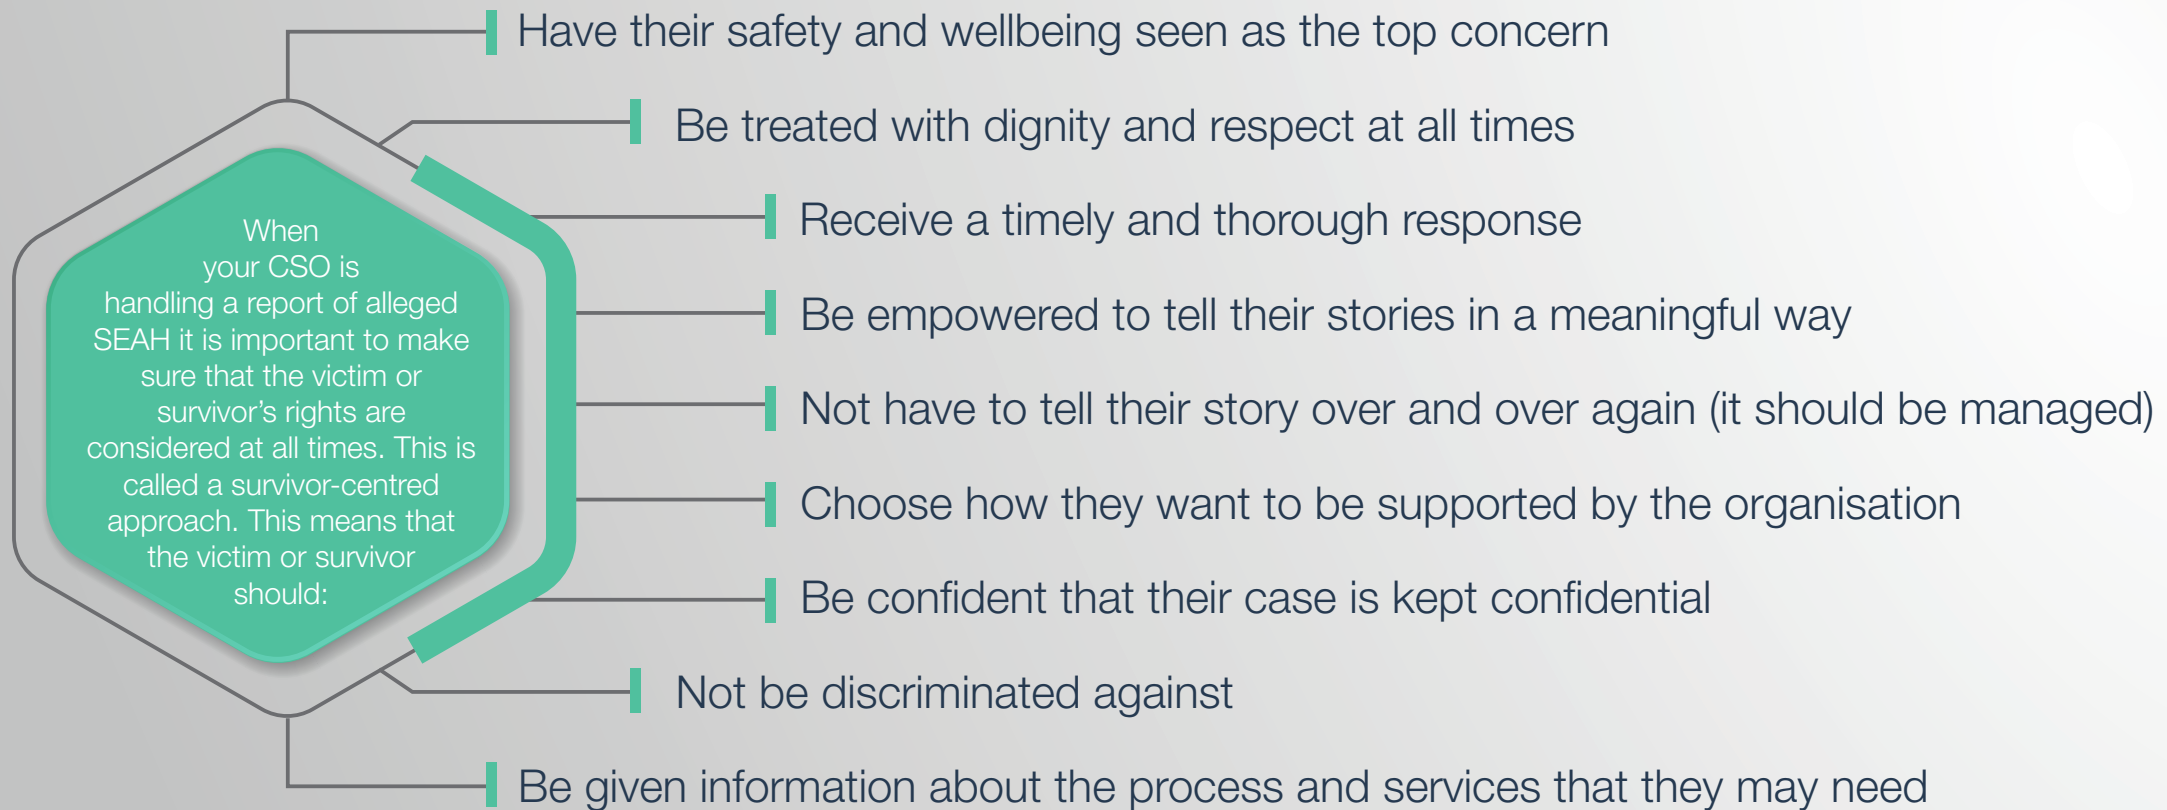 When
your CSO is
handling a report of alleged
SEAH it is important to make
sure that the victim or
survivor's rights are
considered at all times. This is
called a survivor-centred
approach. This means that
the victim or survivor
should:
Have their safety and wellbeing seen as the top concern
Be treated with dignity and respect at all times
Receive a timely and thorough response
Be empowered to tell their stories in a meaningful way
Not have to tell their story over and over again (it should be managed)
Choose how they want to be supported by the organisation
Be confident that their case is kept confidential
Not be discriminated against
Be given information about the process and services that they may need